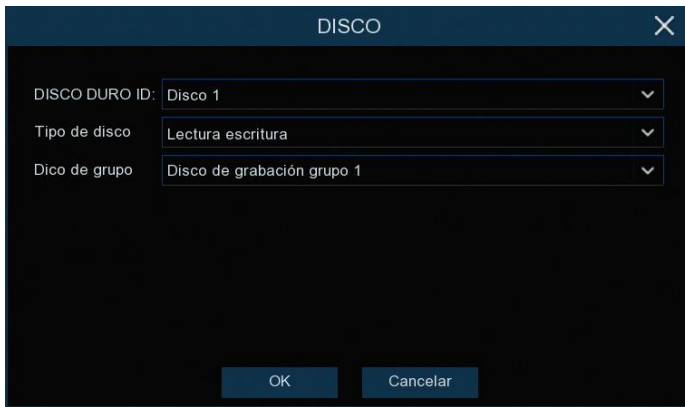 DISCO
DISCO DURO ID: Disco 1
Tipo de disco Lectura escritura
Dico de grupo Disco de grabación grupo 1
OK Cancelar